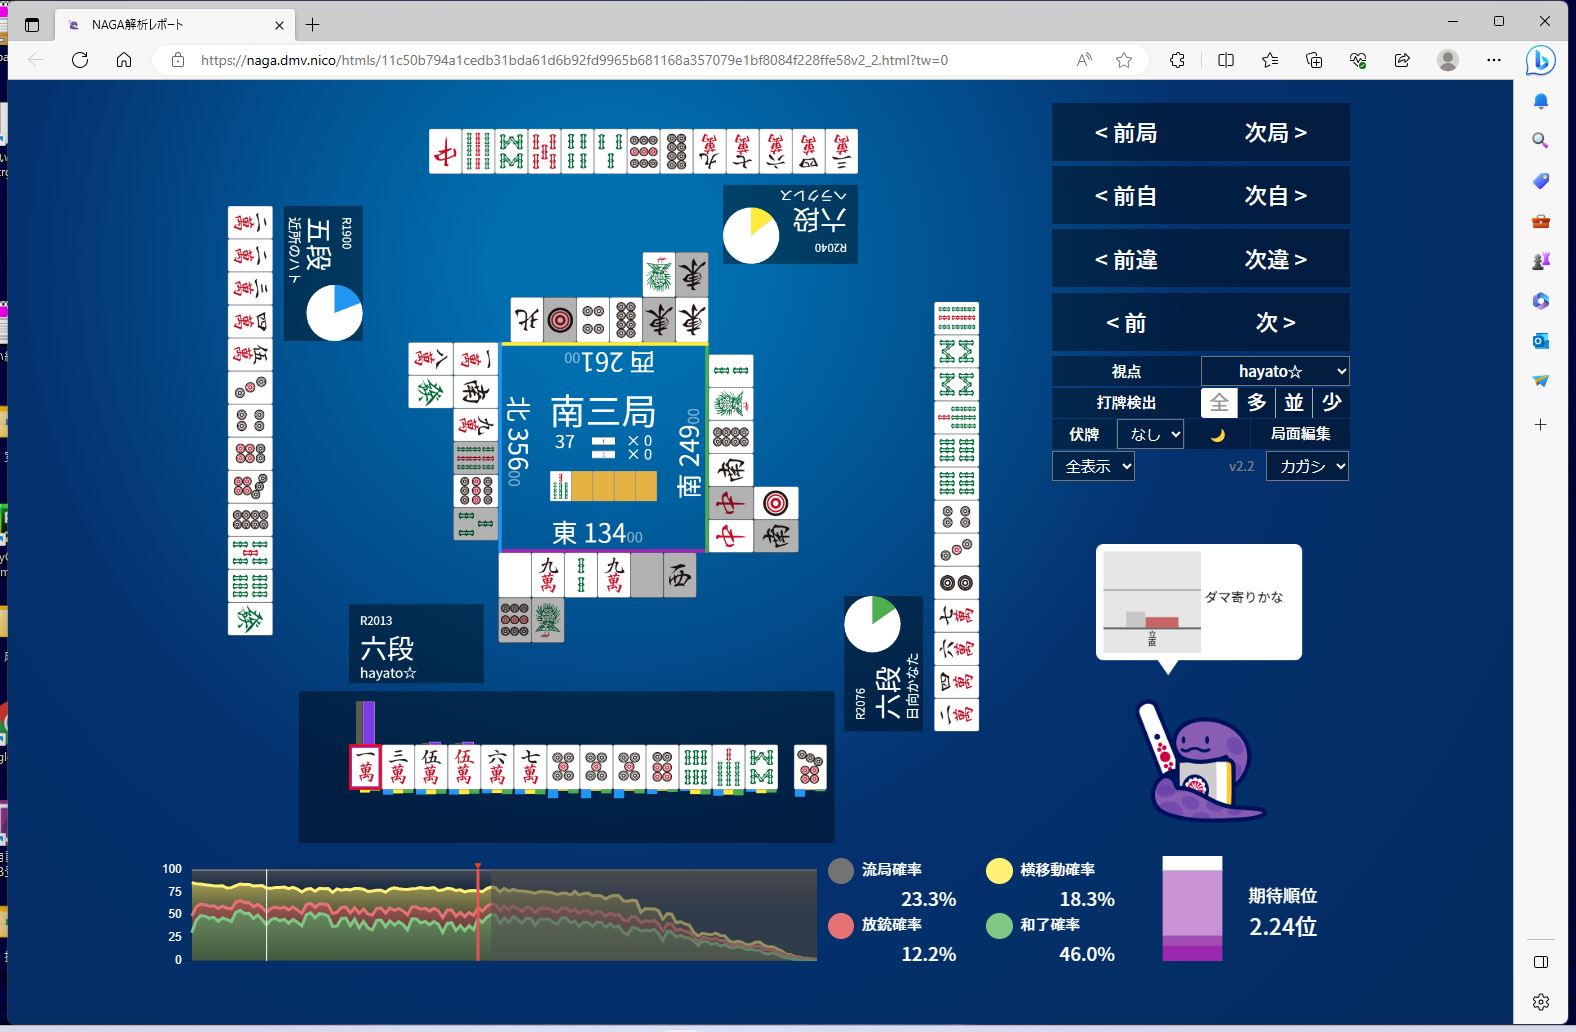 NAGA解析レポート
https://naga.dmv.nico/htmls/11c50b794a1cedb31bda61d6b92fd9965b681168a357079e1bf8084f228ffe58v2_2.html?tw=0
< 前局 次局 >
< 前自 次自 >
< 前違 次違 >
< 前 次 >
視点 hayato☆
打牌検出 全 多 並 少
伏牌 なし 局面編集
全表示 v2.2 カガシ
R1900
五段
近所のハト
R2040
六段
ヘラクレス
西 26100
北 35600
南三局
37 × 0
× 0
南 24900
東 13400
R2013
六段
hayato☆
R2076
六段
日向かなた
ダマ寄りかな
立直
100
75
50
25
0
流局確率
23.3%
横移動確率
18.3%
放銃確率
12.2%
和了確率
46.0%
期待順位
2.24位